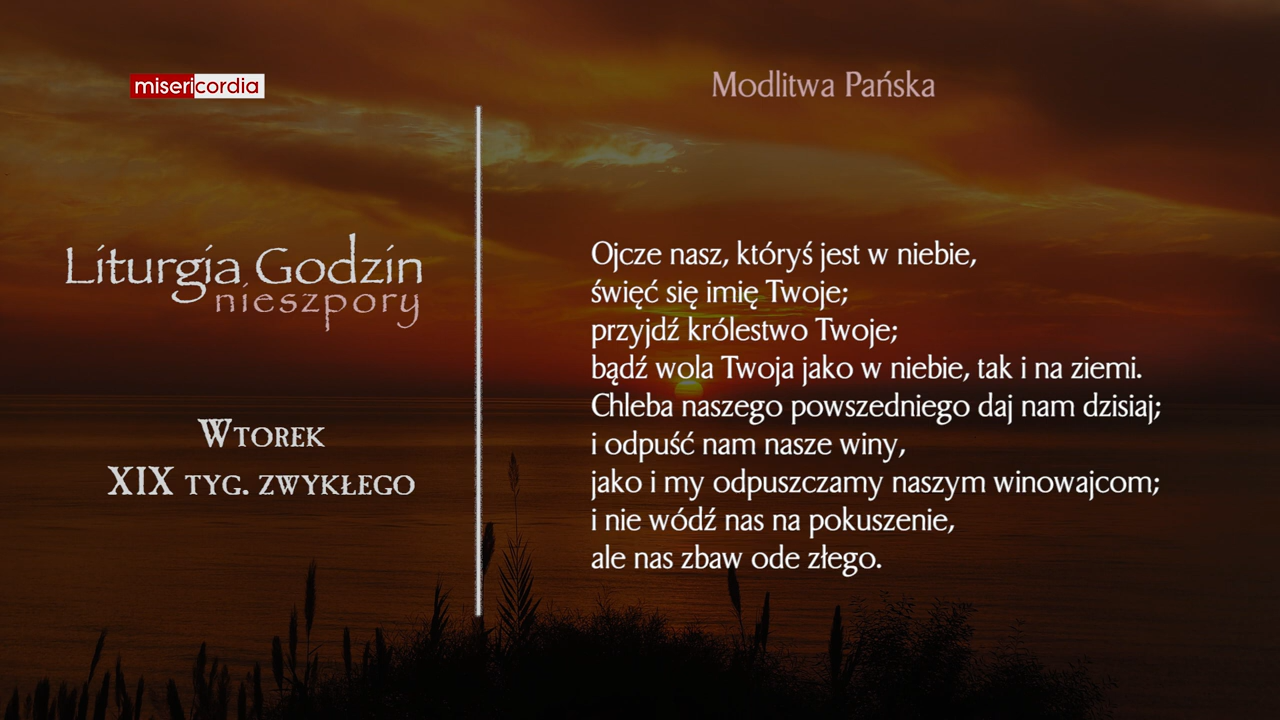 misericordia
Liturgia Godzin
nieszpory
Wtorek
XIX tyg. zwykłego
Modlitwa Pańska
Ojcze nasz, któryś jest w niebie,
święć się imię Twoje;
przyjdź królestwo Twoje;
bądź wola Twoja jako w niebie, tak i na ziemi.
Chleba naszego powszedniego daj nam dzisiaj;
i odpuść nam nasze winy,
jako i my odpuszczamy naszym winowajcom;
i nie wódź nas na pokuszenie,
ale nas zbaw ode złego.